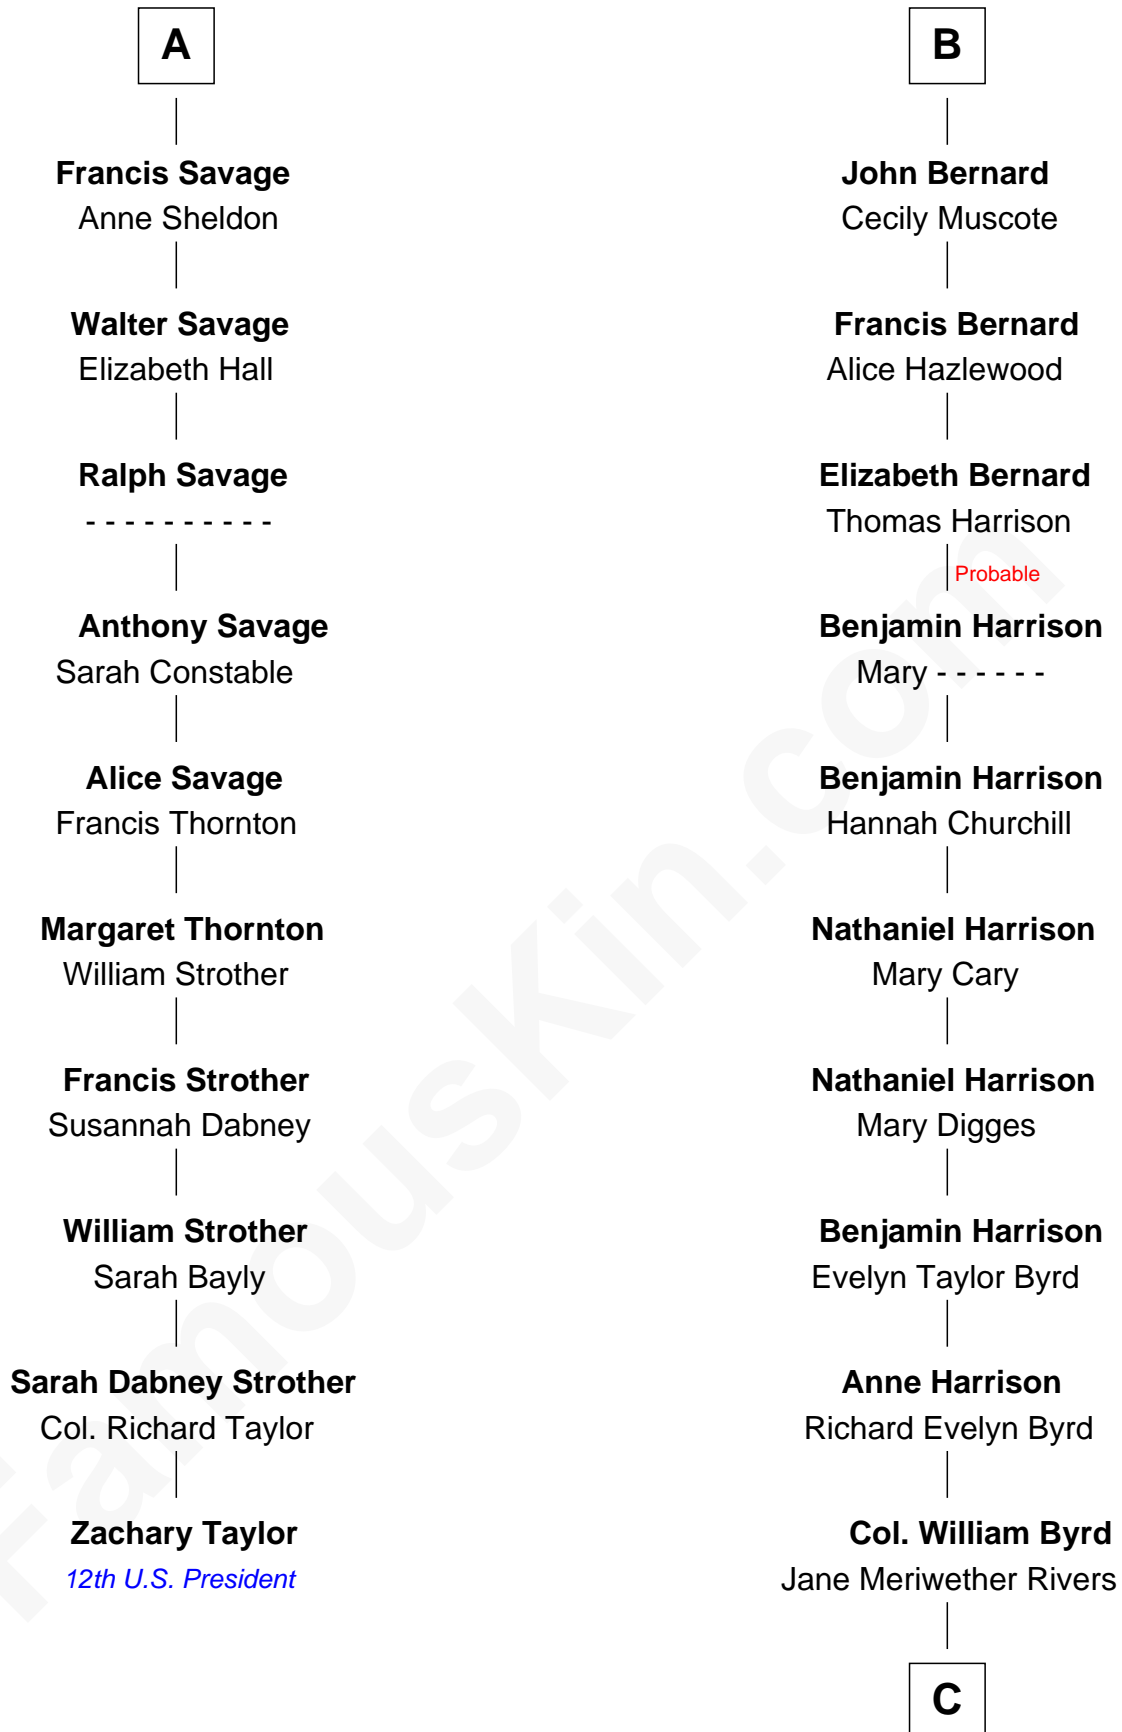 A
Francis Savage
Anne Sheldon
Walter Savage
Elizabeth Hall
Ralph Savage
- - - - - - - - - -
Anthony Savage
Sarah Constable
Alice Savage
Francis Thornton
Margaret Thornton
William Strother
Francis Strother
Susannah Dabney
William Strother
Sarah Bayly
Sarah Dabney Strother
Col. Richard Taylor
Zachary Taylor
12th U.S. President
B
John Bernard
Cecily Muscote
Francis Bernard
Alice Hazlewood
Elizabeth Bernard
Thomas Harrison
Probable
Benjamin Harrison
Mary - - - - - -
Benjamin Harrison
Hannah Churchill
Nathaniel Harrison
Mary Cary
Nathaniel Harrison
Mary Digges
Benjamin Harrison
Evelyn Taylor Byrd
Anne Harrison
Richard Evelyn Byrd
Col. William Byrd
Jane Meriwether Rivers
C
FamousKin.com